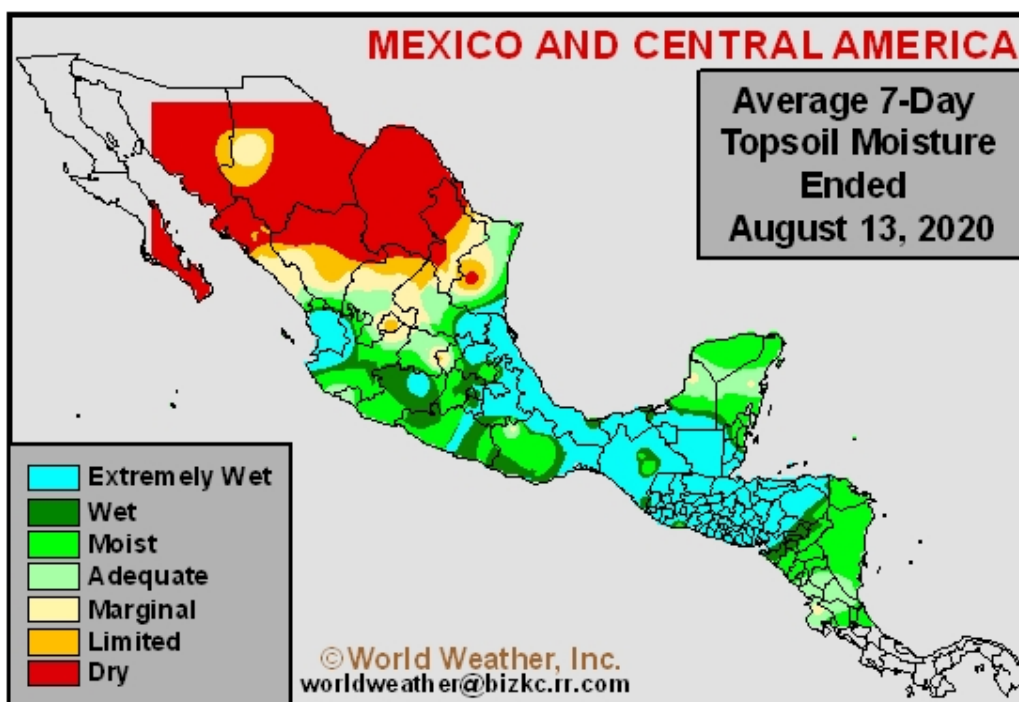 MEXICO AND CENTRAL AMERICA
Average 7-Day
Topsoil Moisture
Ended
August 13, 2020
Extremely Wet
Wet
Moist
Adequate
Marginal
Limited
Dry
©World Weather, Inc.
worldweather@bizkc.rr.com